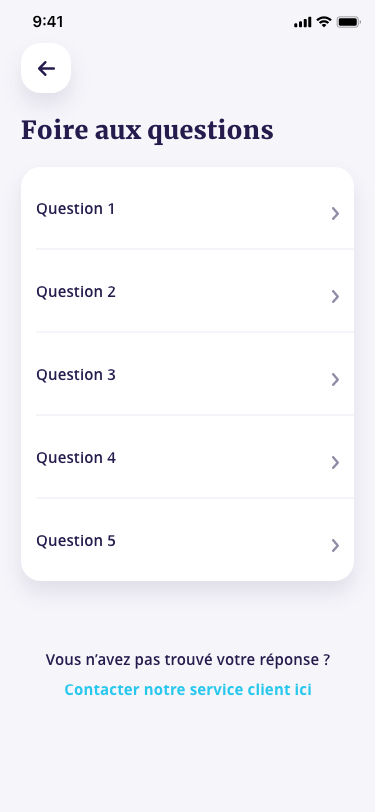 9:41
Foire aux questions
Question 1
Question 2
Question 3
Question 4
Question 5
Vous n’avez pas trouvé votre réponse ?
Contacter notre service client ici